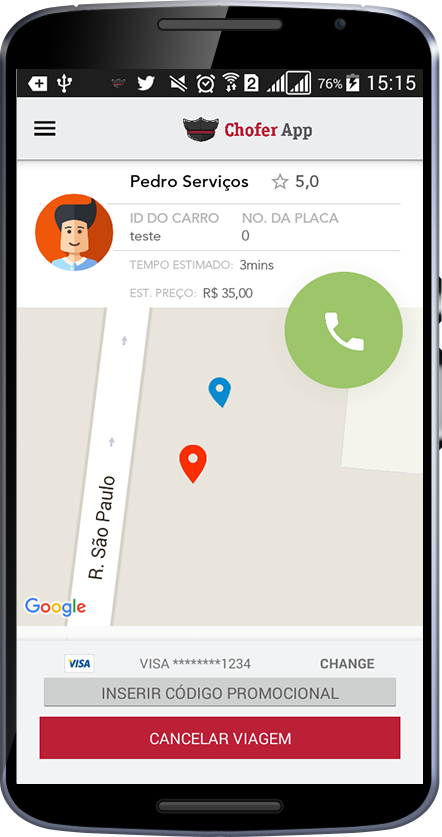 2 76% 15:15
Chofer App
Pedro Serviços 5,0
ID DO CARRO NO. DA PLACA
teste 0
TEMPO ESTIMADO: 3mins
EST. PREÇO: R$ 35,00
R. São Paulo
Google
VISA VISA ********1234 CHANGE
INSERIR CÓDIGO PROMOCIONAL
CANCELAR VIAGEM